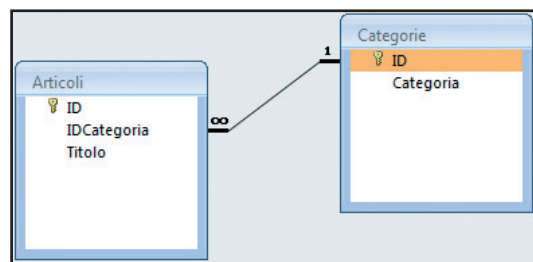 Articoli
ID
IDCategoria
Titolo
∞
1
Categorie
ID
Categoria